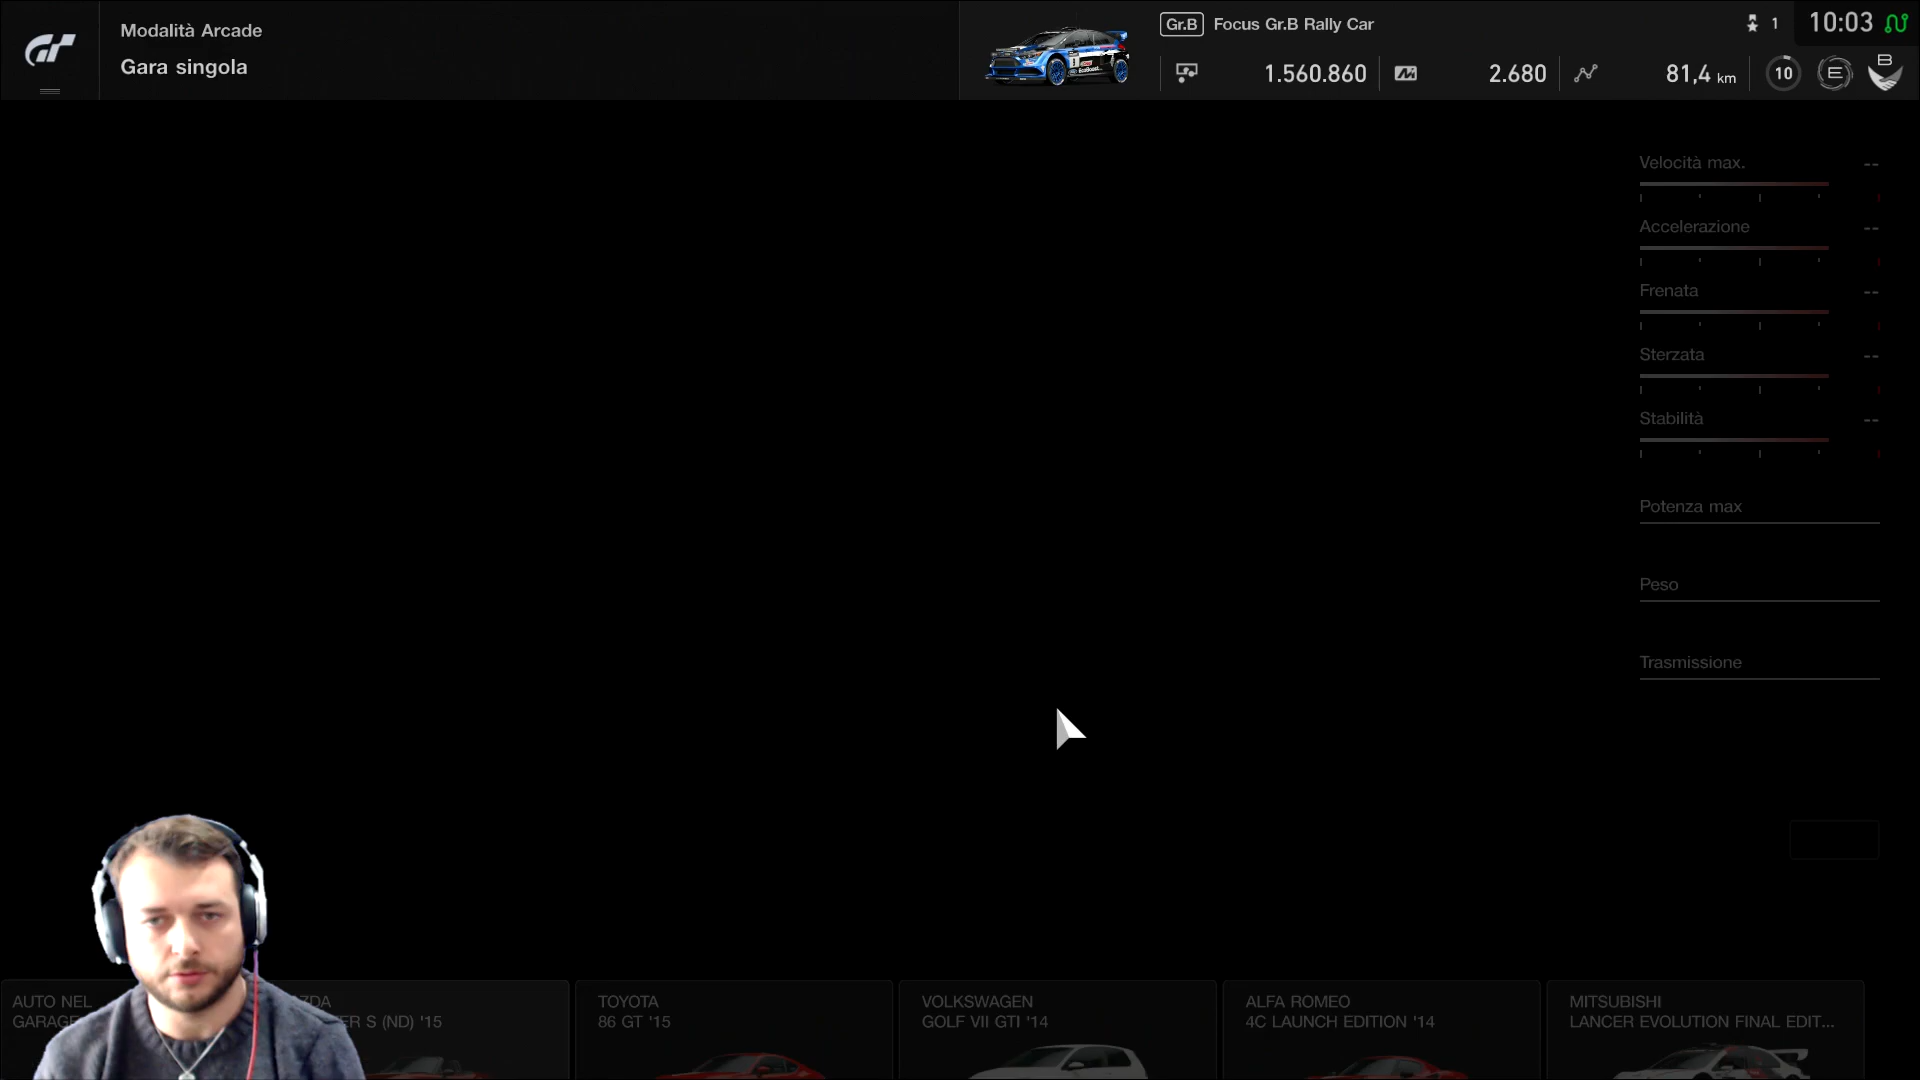 Modalità Arcade
Gara singola
Gr.B Focus Gr.B Rally Car
1
10:03
1.560.860
2.680
81,4 km
10
E
B
Velocità max. --
Accelerazione --
Frenata --
Sterzata --
Stabilità --
Potenza max
Peso
Trasmissione
AUTO NEL
GARAGE
ZDA
ER S (ND) '15
TOYOTA
86 GT '15
VOLKSWAGEN
GOLF VII GTI '14
ALFA ROMEO
4C LAUNCH EDITION '14
MITSUBISHI
LANCER EVOLUTION FINAL EDIT...